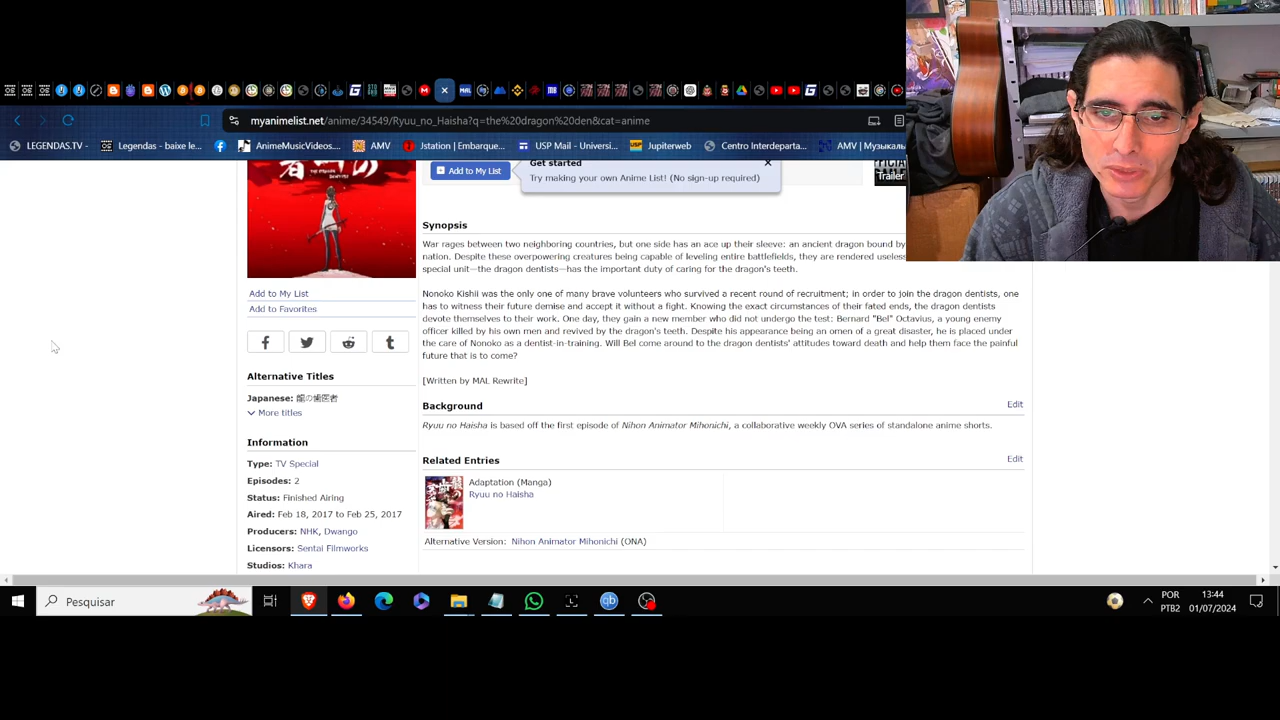 myanimelist.net/anime/34549/Ryuu_no_Haisha?q=the%20dragon%20den&cat=anime
LEGENDAS.TV - Legendas - baixe le... AnimeMusicVideos... AMV Jstation | Embarque... USP Mail - Universi... Jupiterweb Centro Interdeparta... AMV | Музыкаль
Add to My List
Get started
Try making your own Anime List! (No sign-up required)
Trailer
THE DRAGON DENTIST
Synopsis
War rages between two neighboring countries, but one side has an ace up their sleeve: an ancient dragon bound by
nation. Despite these overpowering creatures being capable of leveling entire battlefields, they are rendered useless
special unit—the dragon dentists—has the important duty of caring for the dragon's teeth.
Nonoko Kishii was the only one of many brave volunteers who survived a recent round of recruitment; in order to join the dragon dentists, one
has to witness their future demise and accept it without a fight. Knowing the exact circumstances of their fated ends, the dragon dentists
devote themselves to their work. One day, they gain a new member who did not undergo the test: Bernard "Bel" Octavius, a young enemy
officer killed by his own men and revived by the dragon's teeth. Despite his appearance being an omen of a great disaster, he is placed under
the care of Nonoko as a dentist-in-training. Will Bel come around to the dragon dentists' attitudes toward death and help them face the painful
future that is to come?
[Written by MAL Rewrite]
Background
Edit
Ryuu no Haisha is based off the first episode of Nihon Animator Mihonichi, a collaborative weekly OVA series of standalone anime shorts.
Related Entries
Edit
Adaptation (Manga)
Ryuu no Haisha
Alternative Version: Nihon Animator Mihonichi (ONA)
Add to My List
Add to Favorites
Alternative Titles
Japanese: 龍の歯医者
More titles
Information
Type: TV Special
Episodes: 2
Status: Finished Airing
Aired: Feb 18, 2017 to Feb 25, 2017
Producers: NHK, Dwango
Licensors: Sentai Filmworks
Studios: Khara
Pesquisar
POR
PTB2
13:44
01/07/2024